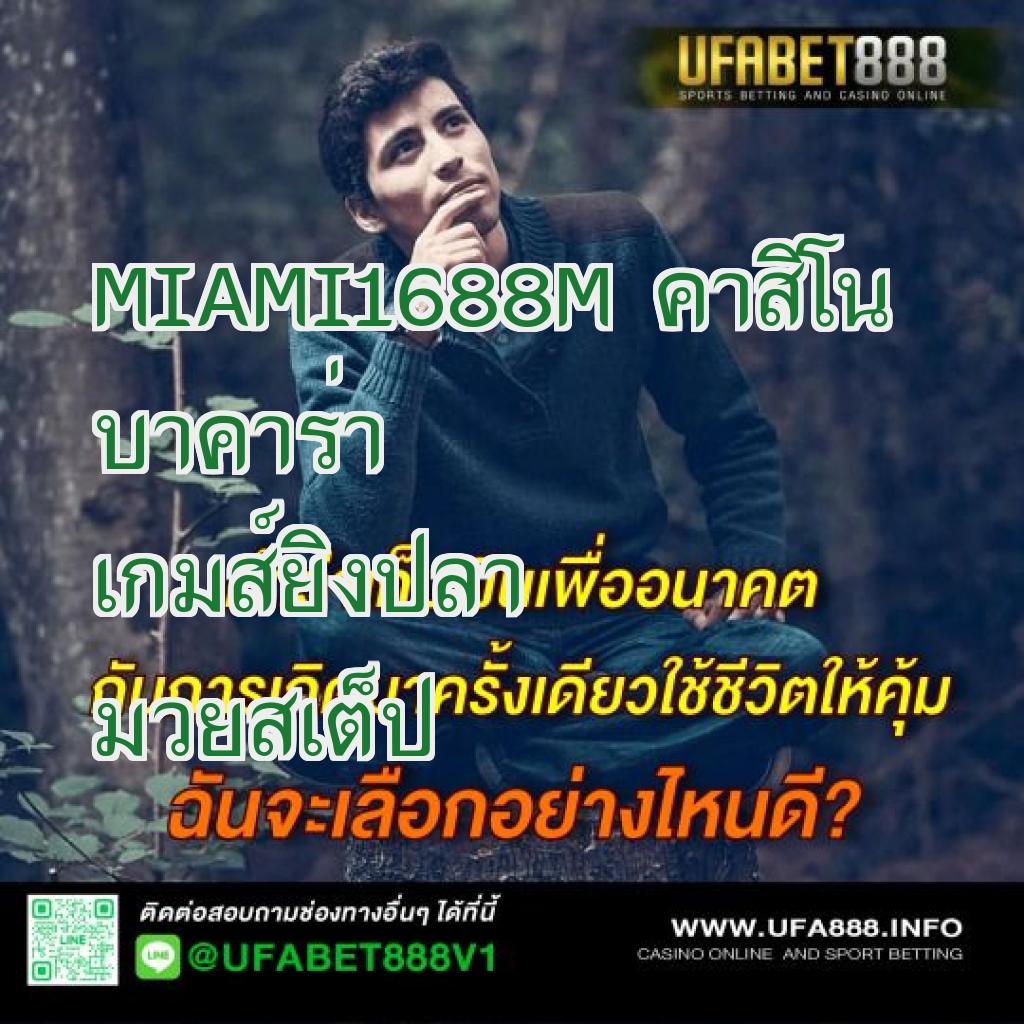 UFABET888
SPORTS BETTING AND CASINO ONLINE
MIAMI1688M คาสิโน
บาคาร่า
เกมส์ยิงปลา
เพื่ออนาคต
มวยสเต็ป
ครั้งเดียวใช้ชีวิตให้คุ้ม
ฉันจะเลือกอย่างไหนดี?
ติดต่อสอบถามช่องทางอื่นๆ ได้ที่นี้
LINE
LINE @UFABET888V1
WWW.UFA888.INFO
CASINO ONLINE AND SPORT BETTING